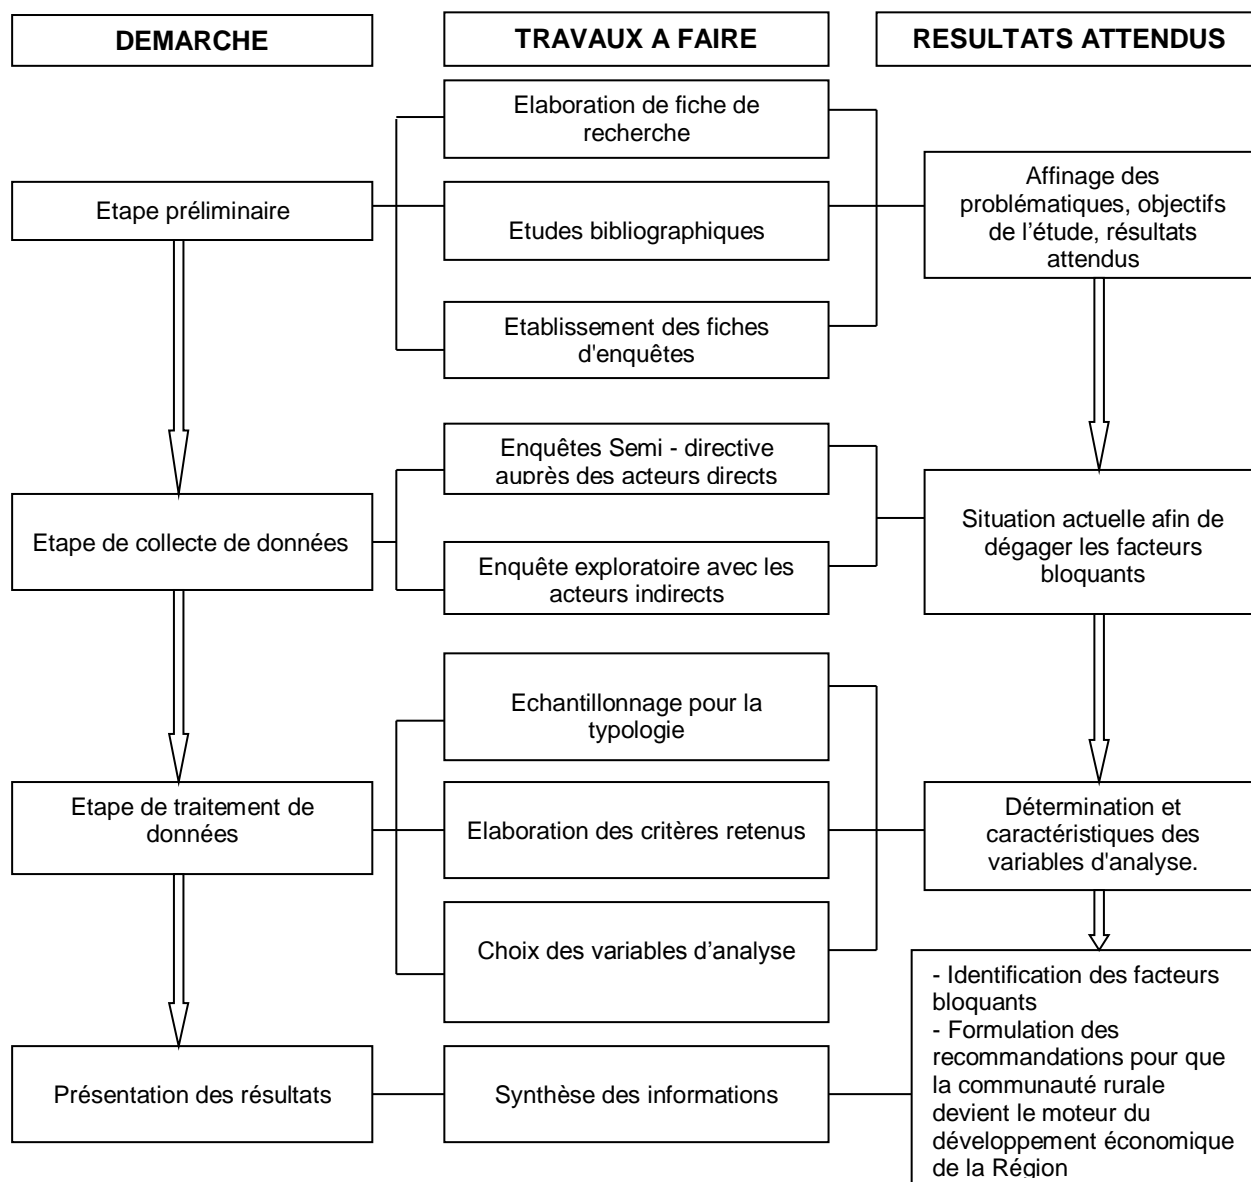 DEMARCHE
TRAVAUX A FAIRE
RESULTATS ATTENDUS
Etape préliminaire
Elaboration de fiche de
recherche
Etudes bibliographiques
Etablissement des fiches
d'enquêtes
Affinage des
problématiques, objectifs
de l’étude, résultats
attendus
Etape de collecte de données
Enquêtes Semi - directive
auprès des acteurs directs
Enquête exploratoire avec les
acteurs indirects
Situation actuelle afin de
dégager les facteurs
bloquants
Etape de traitement de
données
Echantillonnage pour la
typologie
Elaboration des critères retenus
Choix des variables d’analyse
Détermination et
caractéristiques des
variables d'analyse.
Présentation des résultats
Synthèse des informations
- Identification des facteurs
bloquants
- Formulation des
recommandations pour que
la communauté rurale
devient le moteur du
développement économique
de la Région